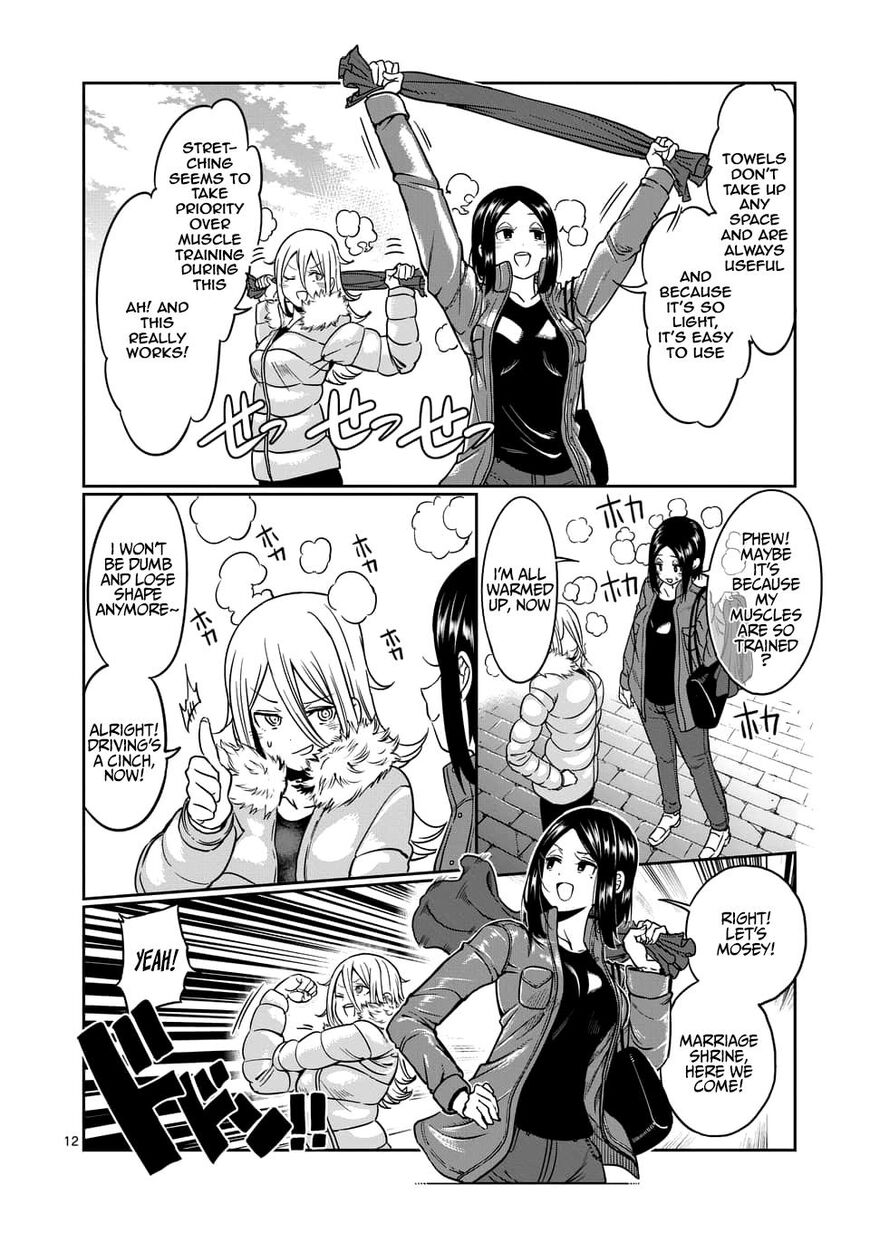 TOWELS
DON'T
TAKE UP
ANY
SPACE
AND ARE
ALWAYS
USEFUL
AND
BECAUSE
IT'S SO
LIGHT,
IT'S EASY
TO USE
STRET-
CHING
SEEMS TO
TAKE
PRIORITY
OVER
MUSCLE
TRAINING
DURING
THIS
AH! AND
THIS
REALLY
WORKS!
せっ せっ せっ
PHEW!
MAYBE
IT'S
BECAUSE
MY
MUSCLES
ARE SO
TRAINED
?
ホカ
ホカ
I'M ALL
WARMED
UP, NOW
I WON'T
BE DUMB
AND LOSE
SHAPE
ANYMORE~
ホカ
ホカ
ALRIGHT!
DRIVING'S
A CINCH,
NOW!
RIGHT!
LET'S
MOSEY!
MARRIAGE
SHRINE,
HERE WE
COME!
YEAH!
ドドン!!
12